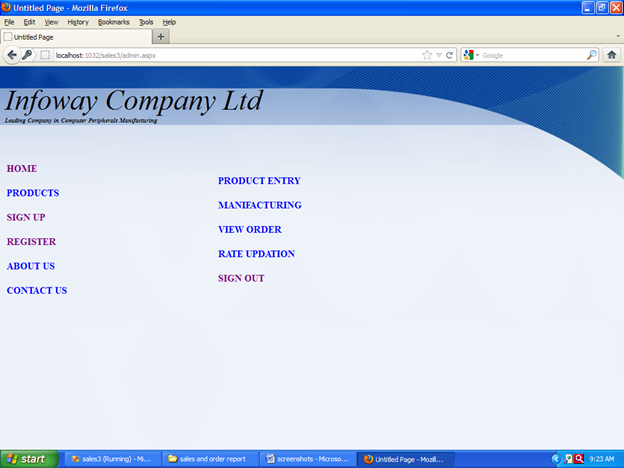 Untitled Page - Mozilla Firefox
File Edit View History Bookmarks Tools Help
Untitled Page
localhost:1032/sales3/admin.aspx
Google
Infoway Company Ltd
Leading Company in Computer Peripherals Manifacturing
HOME
PRODUCTS
SIGN UP
REGISTER
ABOUT US
CONTACT US
PRODUCT ENTRY
MANIFACTURING
VIEW ORDER
RATE UPDATION
SIGN OUT
start
sales3 (Running) - Mi...
sales and order report
screenshots - Microso...
Untitled Page - Mozill...
9:23 AM